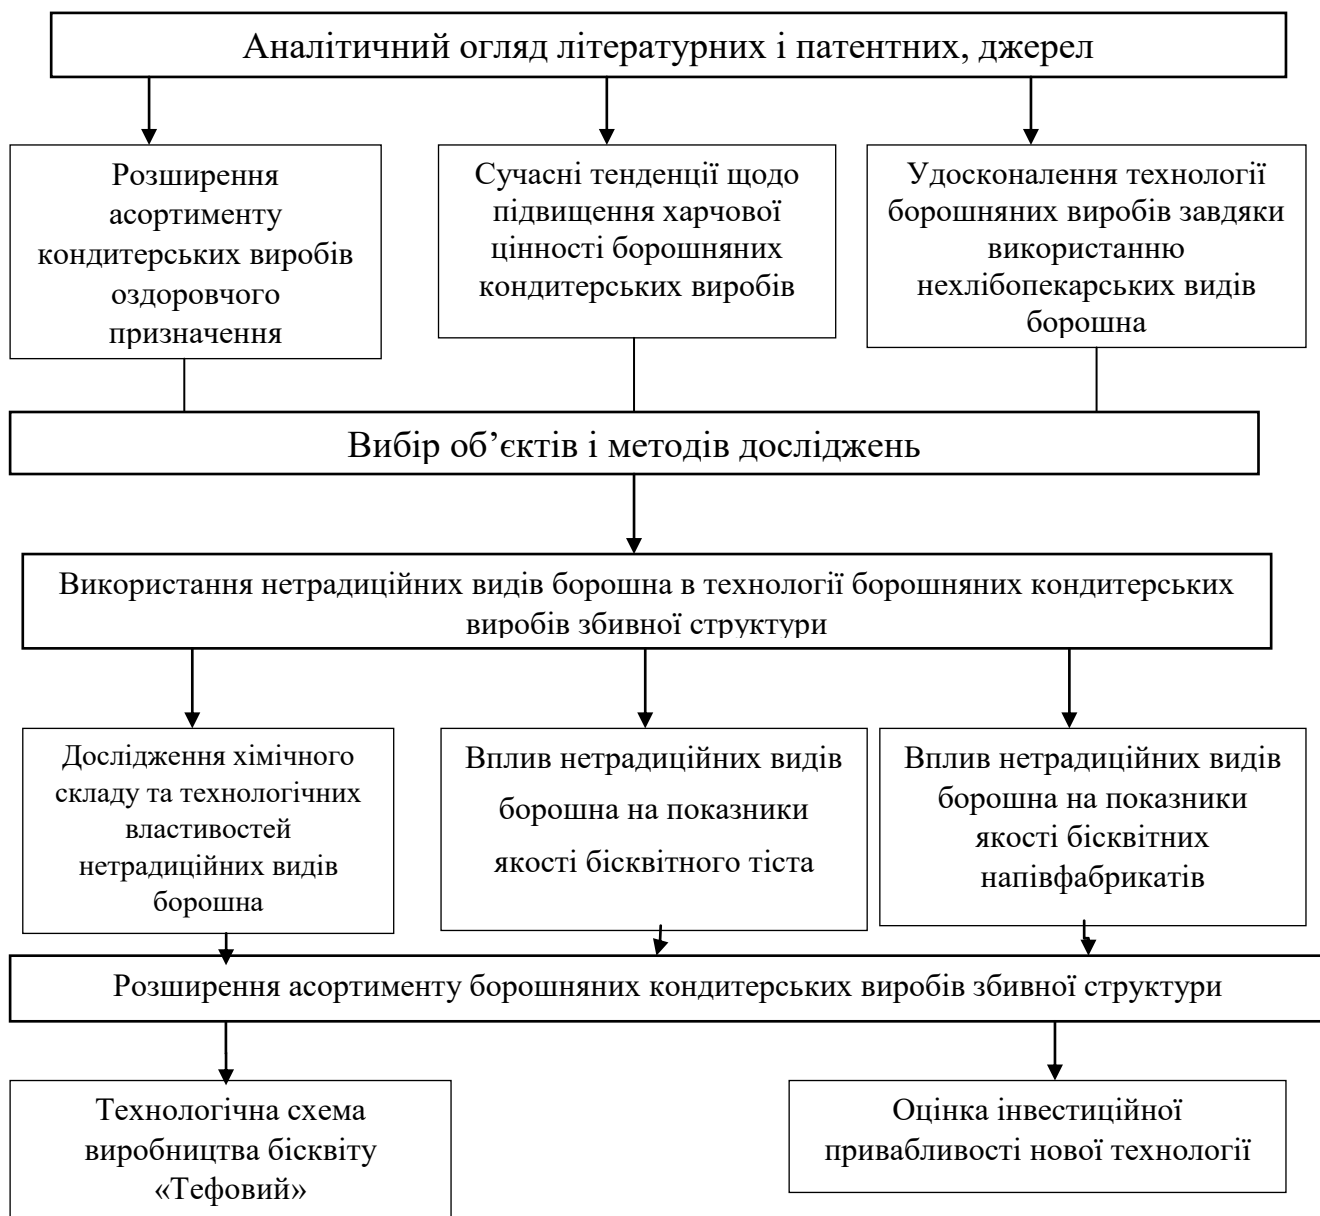 Аналітичний огляд літературних і патентних, джерел
Розширення
асортименту
кондитерських виробів
оздоровчого
призначення
Сучасні тенденції щодо
підвищення харчової
цінності борошняних
кондитерських виробів
Удосконалення технології
борошняних виробів завдяки
використанню
нехлібопекарських видів
борошна
Вибір об’єктів і методів досліджень
Використання нетрадиційних видів борошна в технології борошняних кондитерських
виробів збивної структури
Дослідження хімічного
складу та технологічних
властивостей
нетрадиційних видів
борошна
Вплив нетрадиційних видів
борошна на показники
якості бісквітного тіста
Вплив нетрадиційних видів
борошна на показники
якості бісквітних
напівфабрикатів
Розширення асортименту борошняних кондитерських виробів збивної структури
Технологічна схема
виробництва бісквіту
«Тефовий»
Оцінка інвестиційної
привабливості нової технології